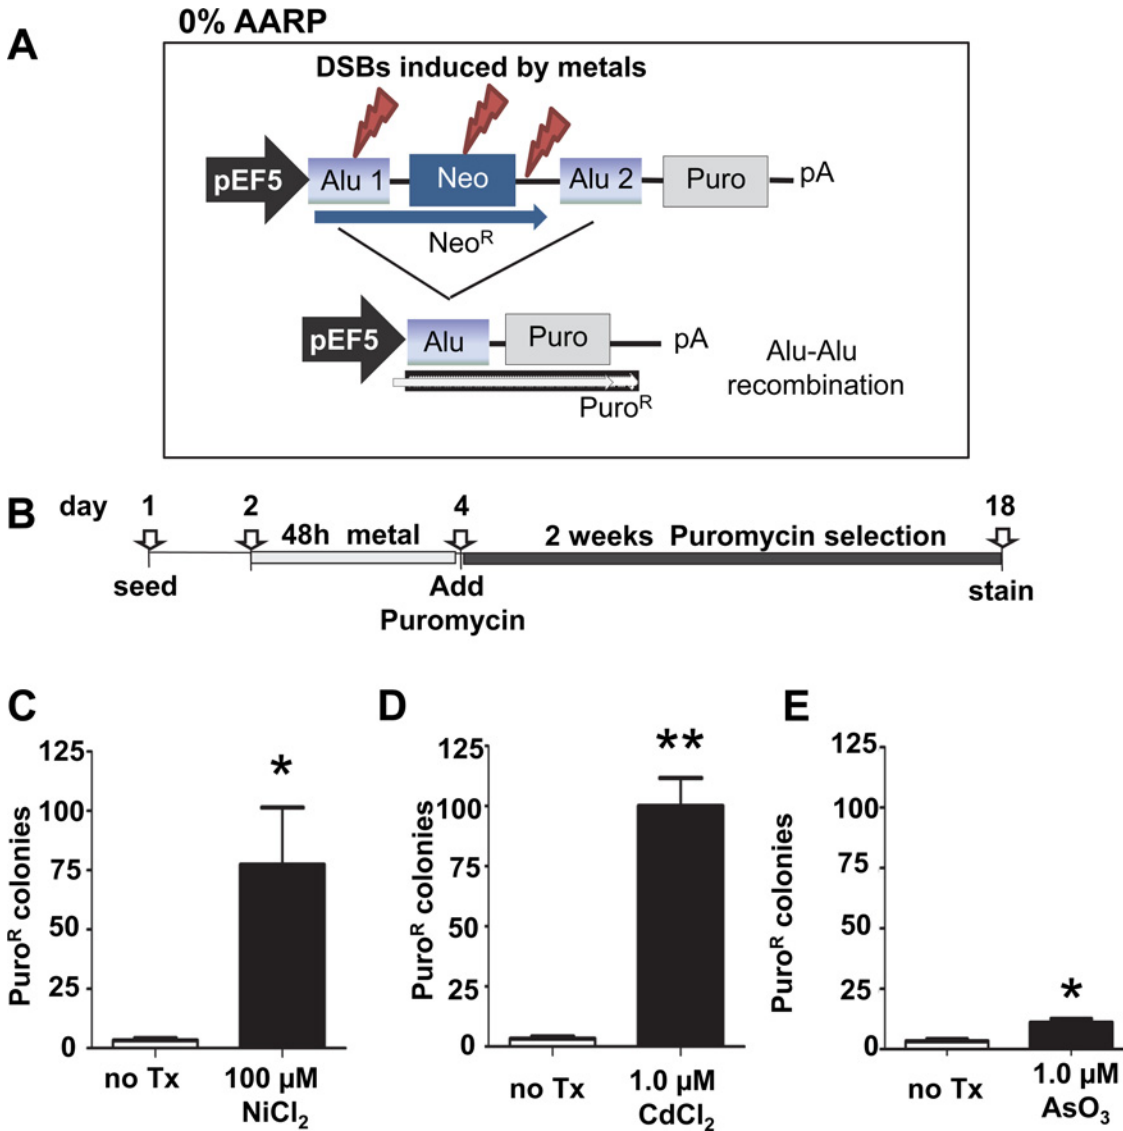 0% AARP
A
DSBs induced by metals
pEF5 Alu 1 Neo Alu 2 Puro pA
Neoᴿ
pEF5 Alu Puro pA
Alu-Alu
recombination
Puroᴿ
B day 1 2 4 18
48h metal 2 weeks Puromycin selection
seed Add stain
Puromycin
C
Puroᴿ colonies
125
100
75
50
25
0
*
no Tx 100 µM
NiCl₂
D
Puroᴿ colonies
125
100
75
50
25
0
**
no Tx 1.0 µM
CdCl₂
E
Puroᴿ colonies
125
100
75
50
25
0
*
no Tx 1.0 µM
AsO₃